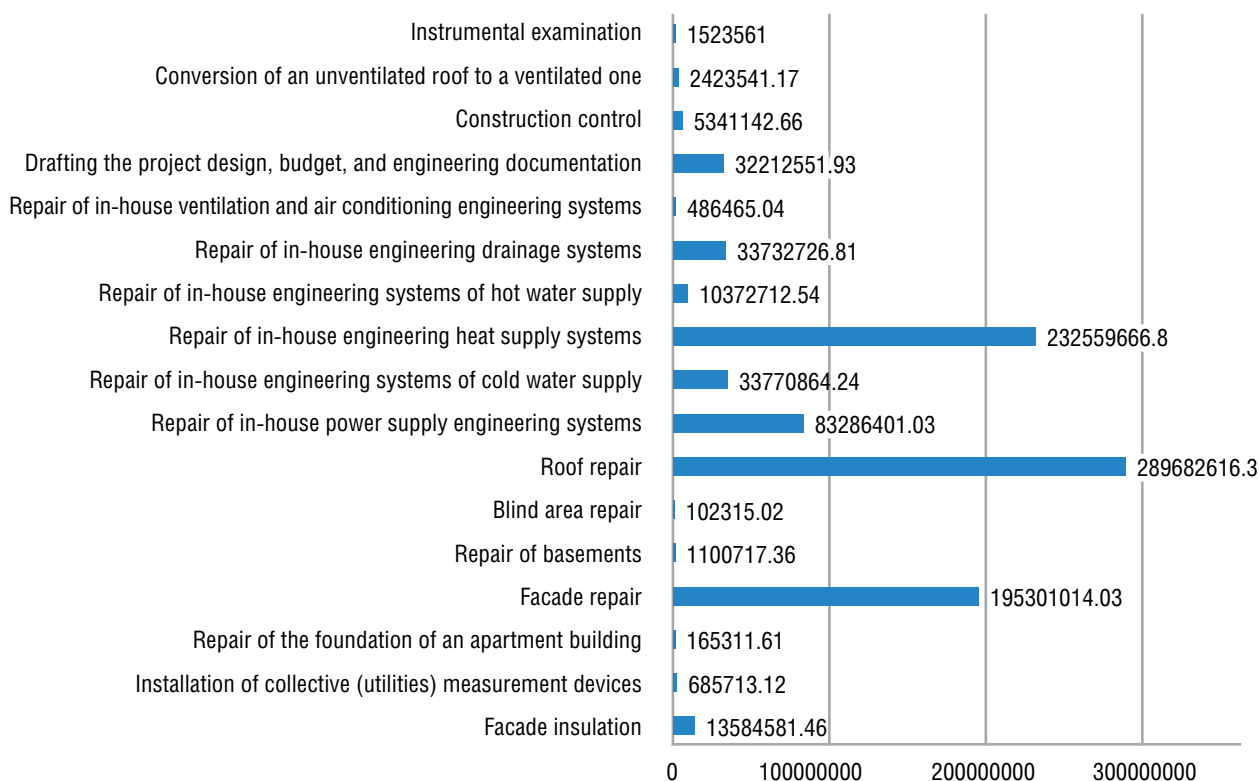 Instrumental examination 1523561
Conversion of an unventilated roof to a ventilated one 2423541.17
Construction control 5341142.66
Drafting the project design, budget, and engineering documentation 32212551.93
Repair of in-house ventilation and air conditioning engineering systems 486465.04
Repair of in-house engineering drainage systems 33732726.81
Repair of in-house engineering systems of hot water supply 10372712.54
Repair of in-house engineering heat supply systems 232559666.8
Repair of in-house engineering systems of cold water supply 33770864.24
Repair of in-house power supply engineering systems 83286401.03
Roof repair 289682616.3
Blind area repair 102315.02
Repair of basements 1100717.36
Facade repair 195301014.03
Repair of the foundation of an apartment building 165311.61
Installation of collective (utilities) measurement devices 685713.12
Facade insulation 13584581.46
0 100000000 200000000 300000000